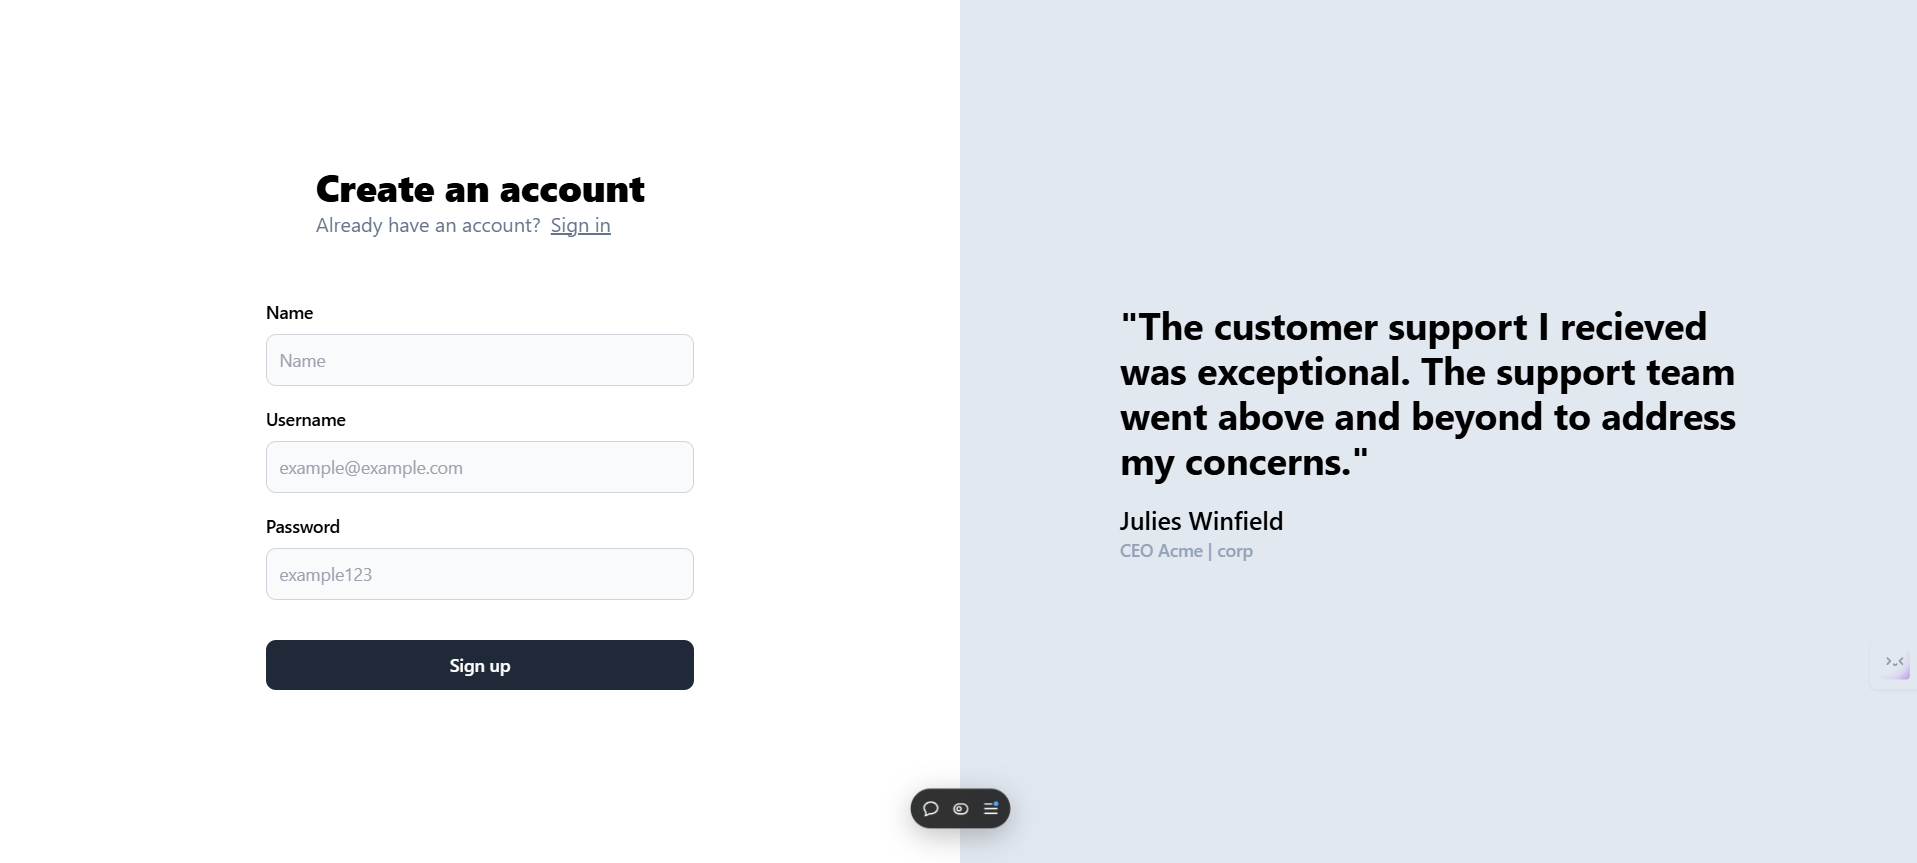 Create an account
Already have an account? Sign in
Name
Name
Username
example@example.com
Password
example123
Sign up
"The customer support I recieved
was exceptional. The support team
went above and beyond to address
my concerns."
Julies Winfield
CEO Acme | corp